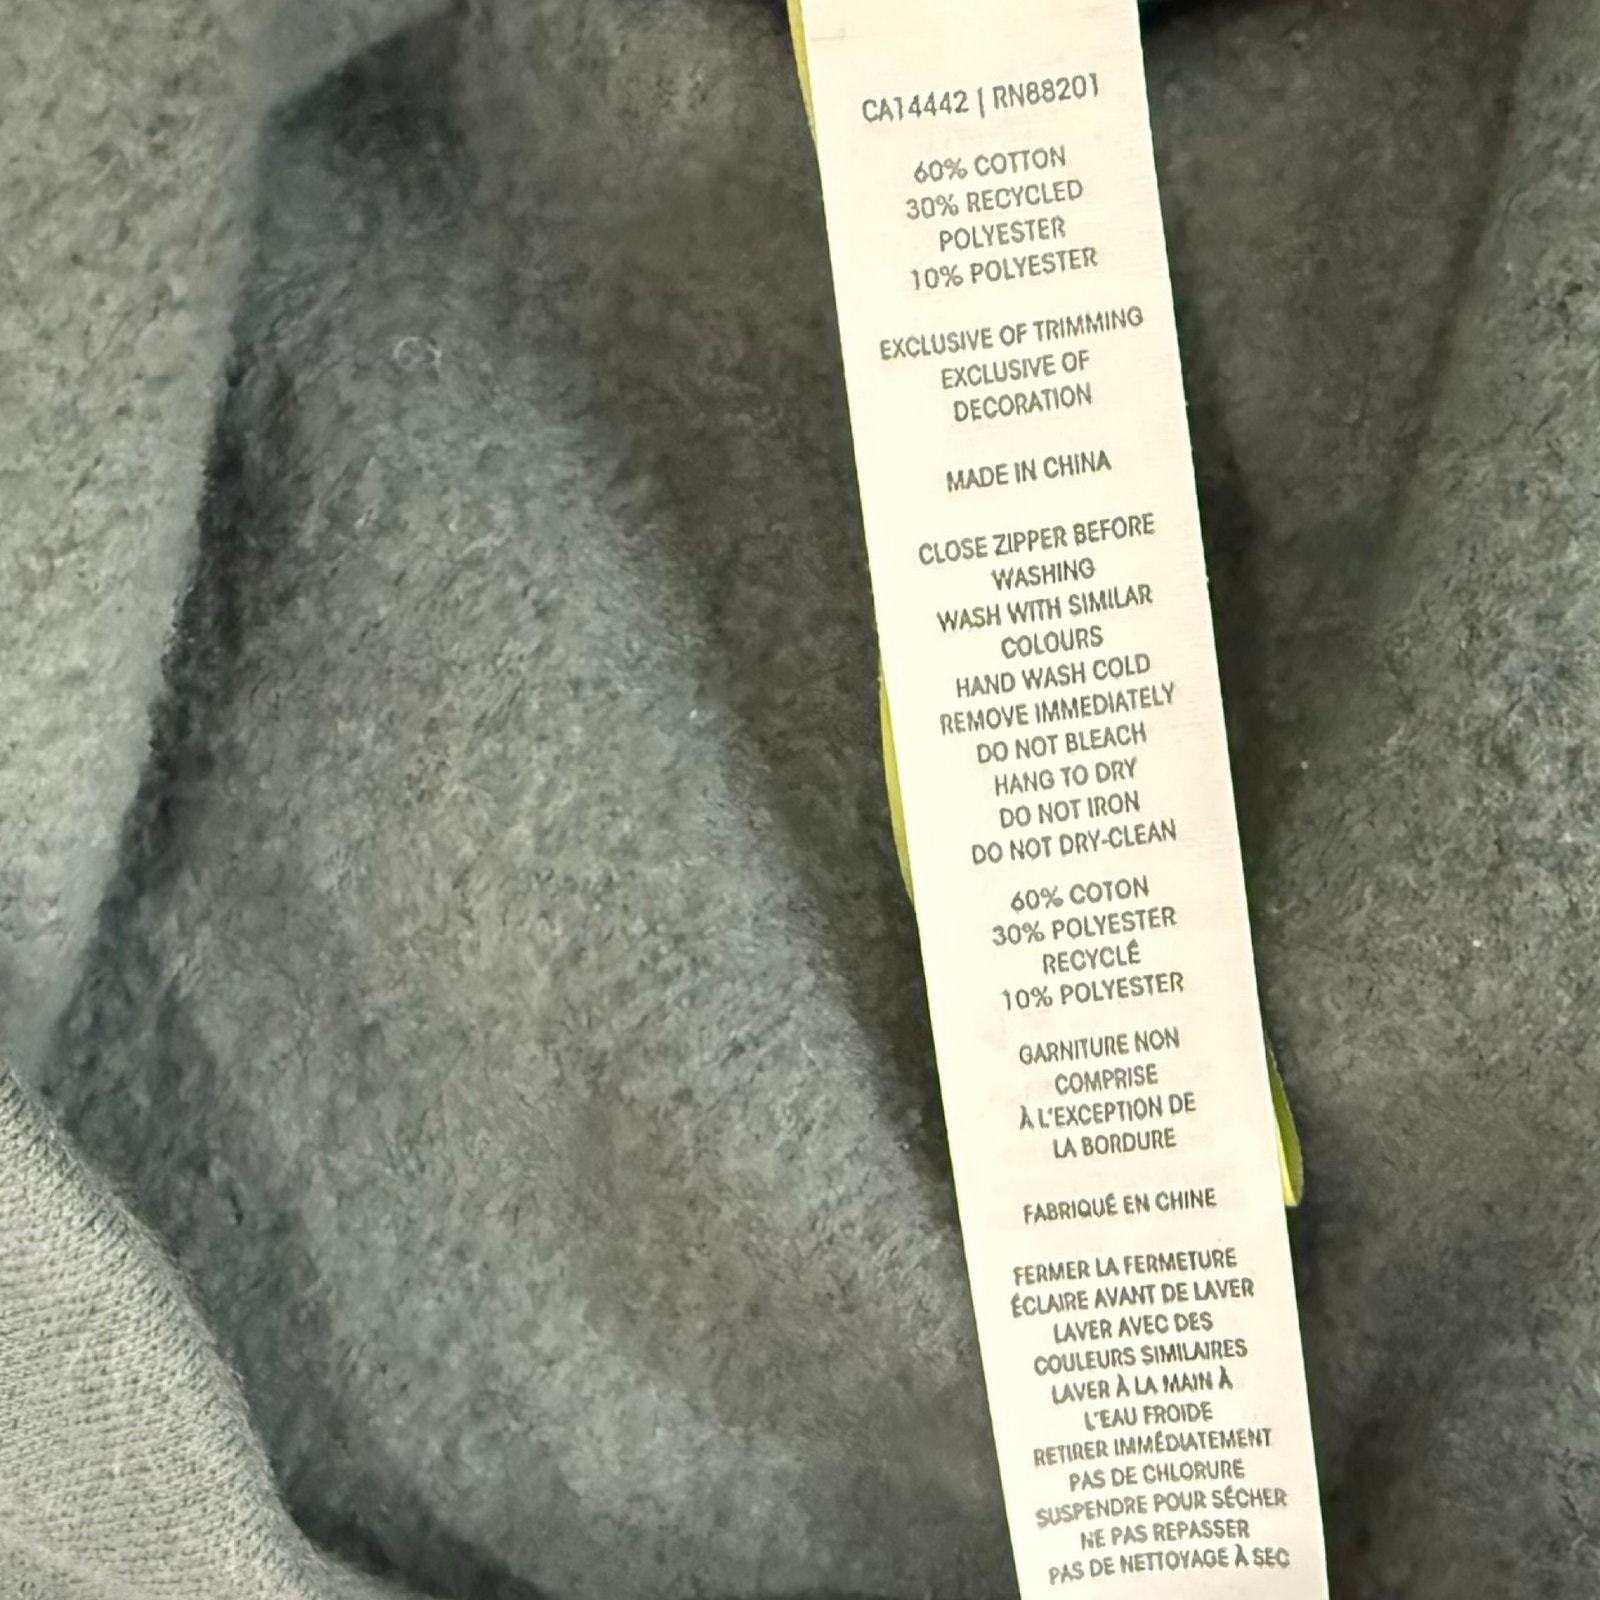 CA14442 | RN88201
60% COTTON
30% RECYCLED
POLYESTER
10% POLYESTER
EXCLUSIVE OF TRIMMING
EXCLUSIVE OF
DECORATION
MADE IN CHINA
CLOSE ZIPPER BEFORE
WASHING
WASH WITH SIMILAR
COLOURS
HAND WASH COLD
REMOVE IMMEDIATELY
DO NOT BLEACH
HANG TO DRY
DO NOT IRON
DO NOT DRY-CLEAN
60% COTON
30% POLYESTER
RECYCLÉ
10% POLYESTER
GARNITURE NON
COMPRISE
À L'EXCEPTION DE
LA BORDURE
FABRIQUÉ EN CHINE
FERMER LA FERMETURE
ÉCLAIRE AVANT DE LAVER
LAVER AVEC DES
COULEURS SIMILAIRES
LAVER À LA MAIN À
L'EAU FROIDE
RETIRER IMMÉDIATEMENT
PAS DE CHLORURE
SUSPENDRE POUR SÉCHER
NE PAS REPASSER
PAS DE NETTOYAGE À SEC